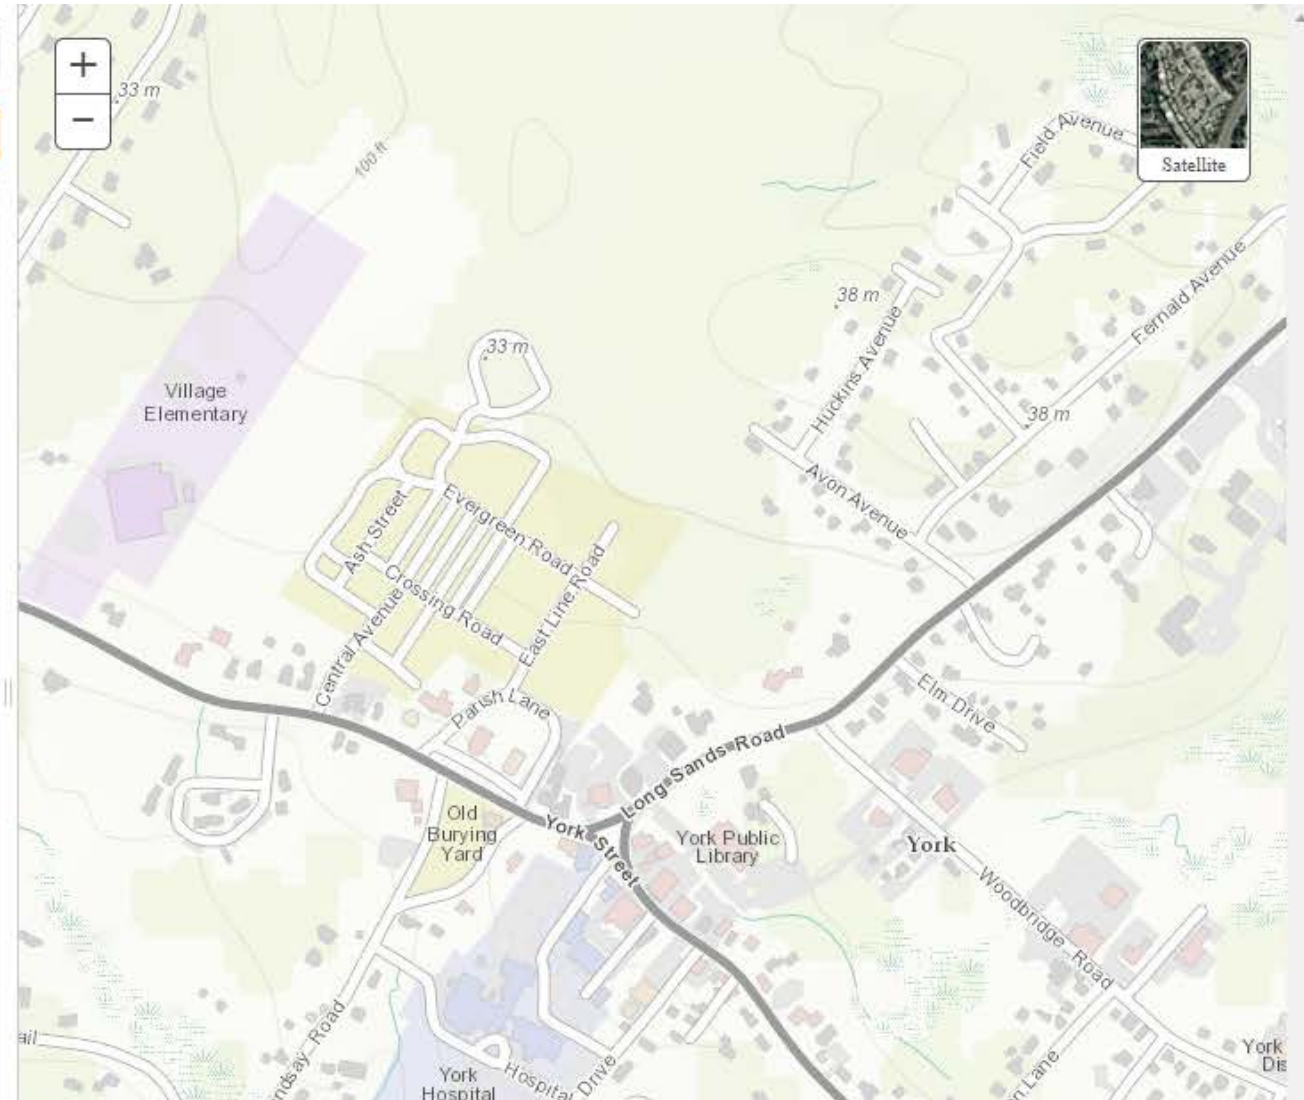 +
−
33 m
100 ft
Satellite
Field Avenue
38 m
Fernald Avenue
33 m
Huckins Avenue
Village
Elementary
38 m
Avon Avenue
Evergreen Road
Ash Street
Crossing Road
East Line Road
Central Avenue
Parish Lane
Elm Drive
Long Sands Road
Old
Burying
Yard
York Street
York Public
Library
York
Woodbridge Road
York
Hospital
Hospital Drive